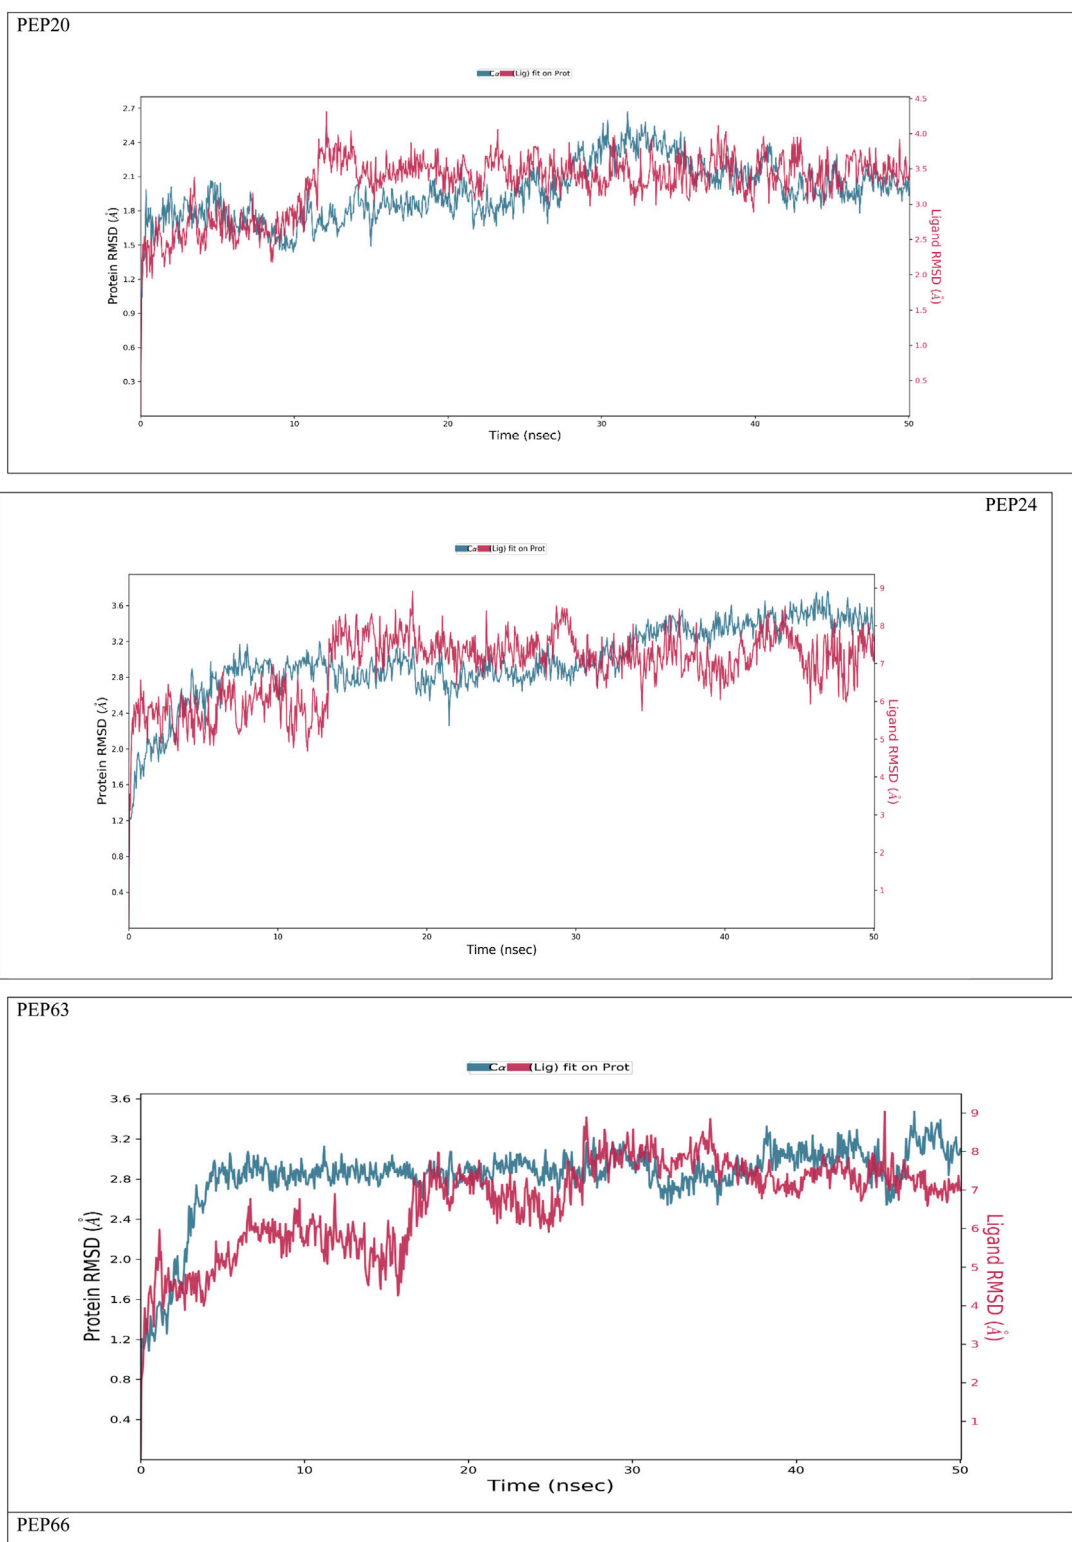 PEP20
Cα (Lig) fit on Prot
2.7
2.4
2.1
1.8
1.5
1.2
0.9
0.6
0.3
Protein RMSD (Å)
4.5
4.0
3.5
3.0
2.5
2.0
1.5
1.0
0.5
Ligand RMSD (Å)
0 10 20 30 40 50
Time (nsec)
PEP24
Cα (Lig) fit on Prot
3.6
3.2
2.8
2.4
2.0
1.6
1.2
0.8
0.4
Protein RMSD (Å)
9
8
7
6
5
4
3
2
1
Ligand RMSD (Å)
0 10 20 30 40 50
Time (nsec)
PEP63
Cα (Lig) fit on Prot
3.6
3.2
2.8
2.4
2.0
1.6
1.2
0.8
0.4
Protein RMSD (Å)
9
8
7
6
5
4
3
2
1
Ligand RMSD (Å)
0 10 20 30 40 50
Time (nsec)
PEP66